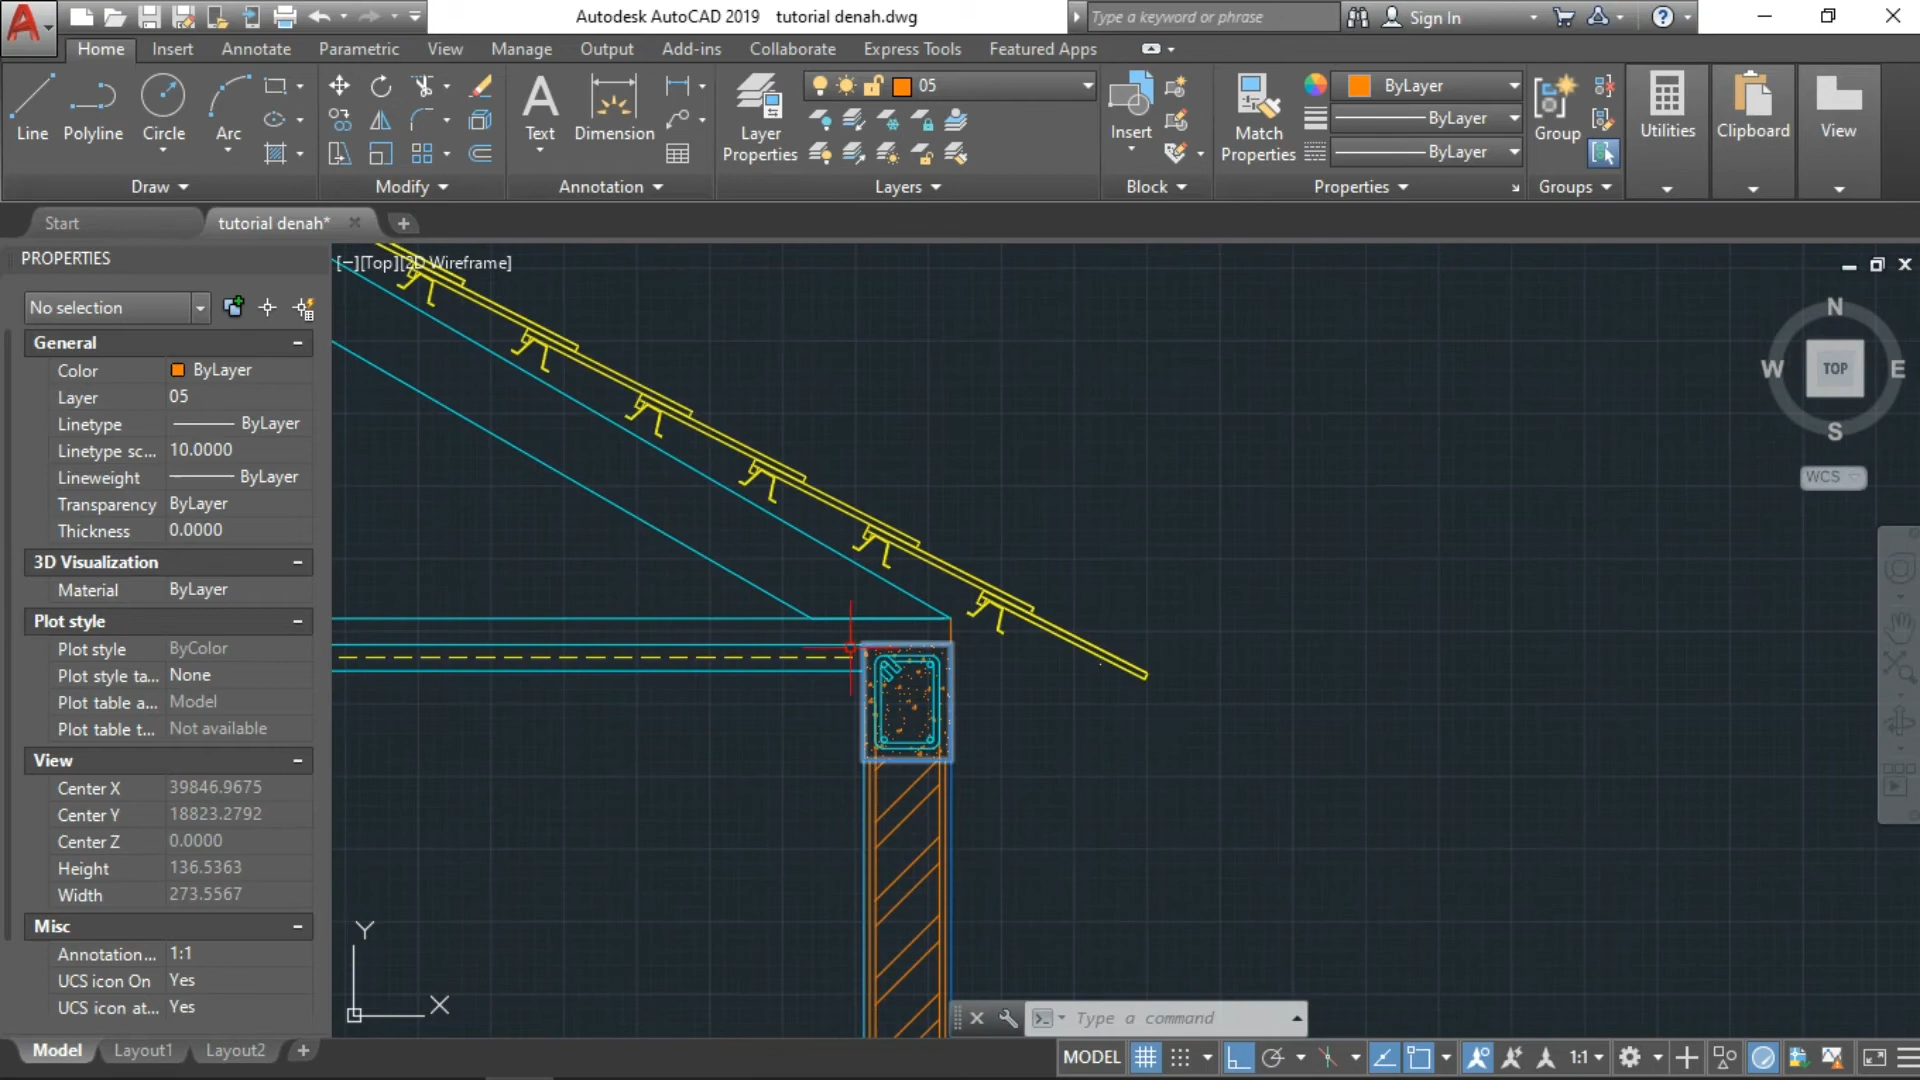 Autodesk AutoCAD 2019 tutorial denah.dwg
Type a keyword or phrase
Sign In
Home Insert Annotate Parametric View Manage Output Add-ins Collaborate Express Tools Featured Apps
05
ByLayer
ByLayer
ByLayer
Line Polyline Circle Arc
Text Dimension
Layer Properties
Insert
Match Properties
Group
Utilities Clipboard View
Draw Modify Annotation Layers Block Properties Groups
Start tutorial denah*
PROPERTIES
[−][Top][2D Wireframe]
No selection
General
Color ByLayer
Layer 05
Linetype ByLayer
Linetype sc... 10.0000
Lineweight ByLayer
Transparency ByLayer
Thickness 0.0000
3D Visualization
Material ByLayer
Plot style
Plot style ByColor
Plot style ta... None
Plot table a... Model
Plot table t... Not available
View
Center X 39846.9675
Center Y 18823.2792
Center Z 0.0000
Height 136.5363
Width 273.5567
Misc
Annotation... 1:1
UCS icon On Yes
UCS icon at... Yes
N
W TOP E
S
WCS
Y
X
Type a command
Model Layout1 Layout2
MODEL 1:1